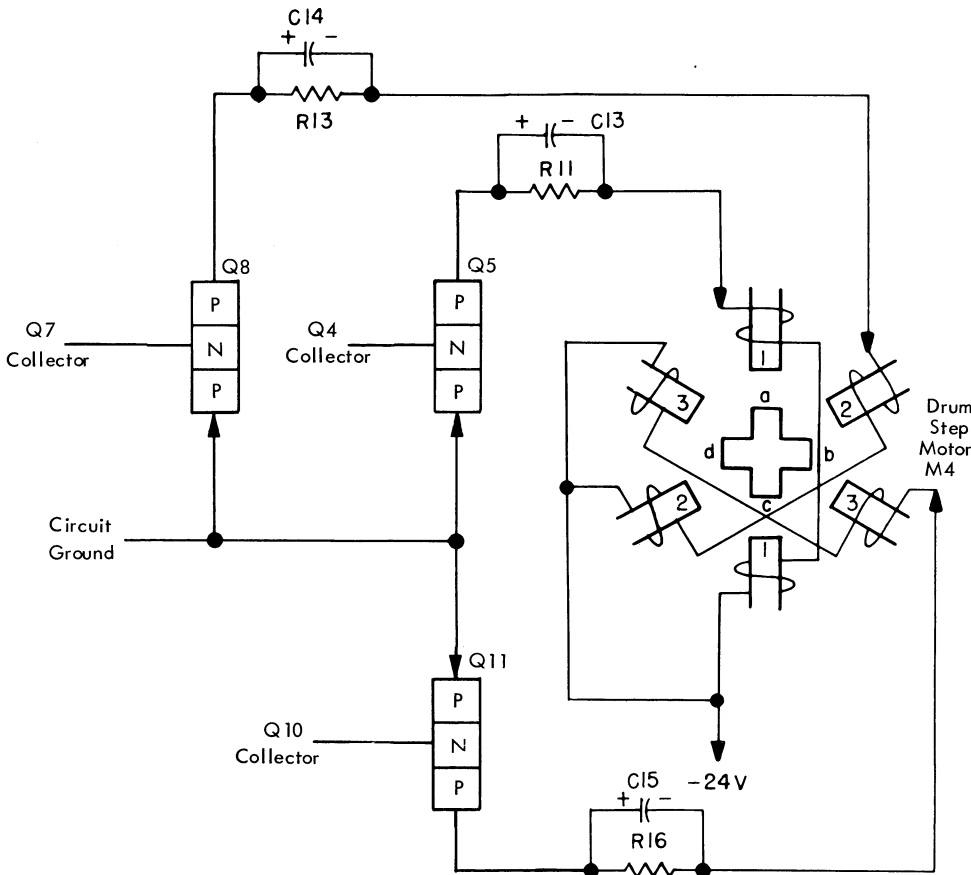 C14
+ -
R13
+ - C13
R11
Q8
Q5
P
N
P
P
N
P
Q7
Collector
Q4
Collector
1
3
2
a
d
b
c
2
3
1
Drum
Step
Motor
M4
Circuit
Ground
Q11
P
N
P
Q10
Collector
-24V
C15
+ -
R16